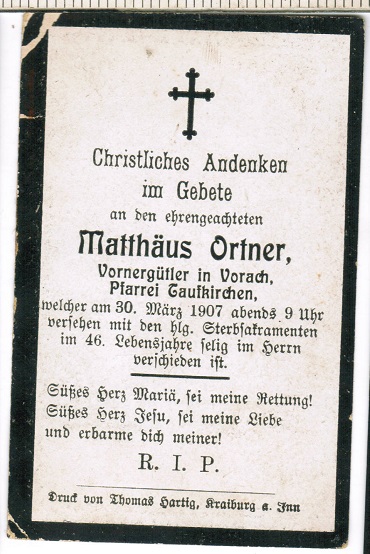 Christliches Andenken
im Gebete
an den ehrengeachteten
Matthäus Ortner,
Vornergütler in Vorach,
Pfarrei Taufkirchen,
welcher am 30. März 1907 abends 9 Uhr
versehen mit den hlg. Sterbsakramenten
im 46. Lebensjahre selig im Herrn
verschieden ist.
Süßes Herz Mariä, sei meine Rettung!
Süßes Herz Jesu, sei meine Liebe
und erbarme dich meiner!
R. I. P.
Druck von Thomas Hartig, Kraiburg a. Inn